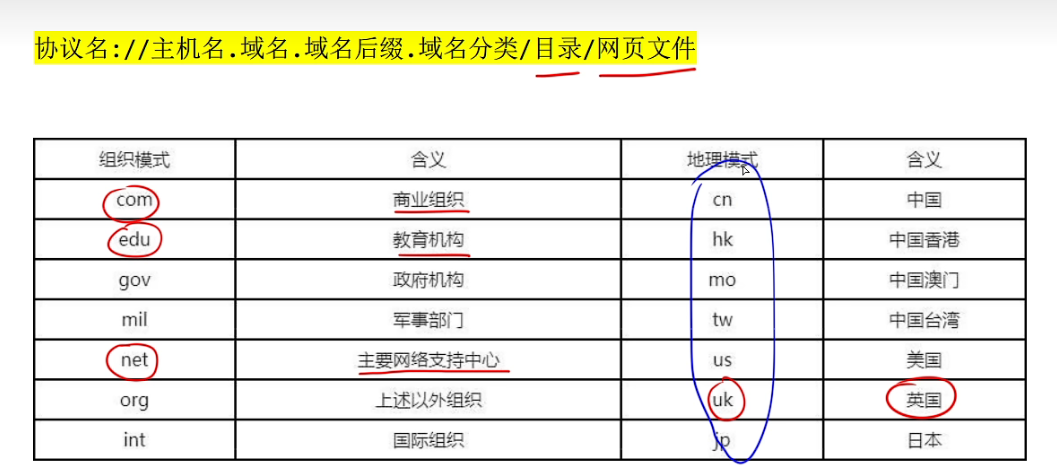 协议名://主机名.域名.域名后缀.域名分类/目录/网页文件
组织模式 含义 地理模式 含义
com 商业组织 cn 中国
edu 教育机构 hk 中国香港
gov 政府机构 mo 中国澳门
mil 军事部门 tw 中国台湾
net 主要网络支持中心 us 美国
org 上述以外组织 uk 英国
int 国际组织 jp 日本